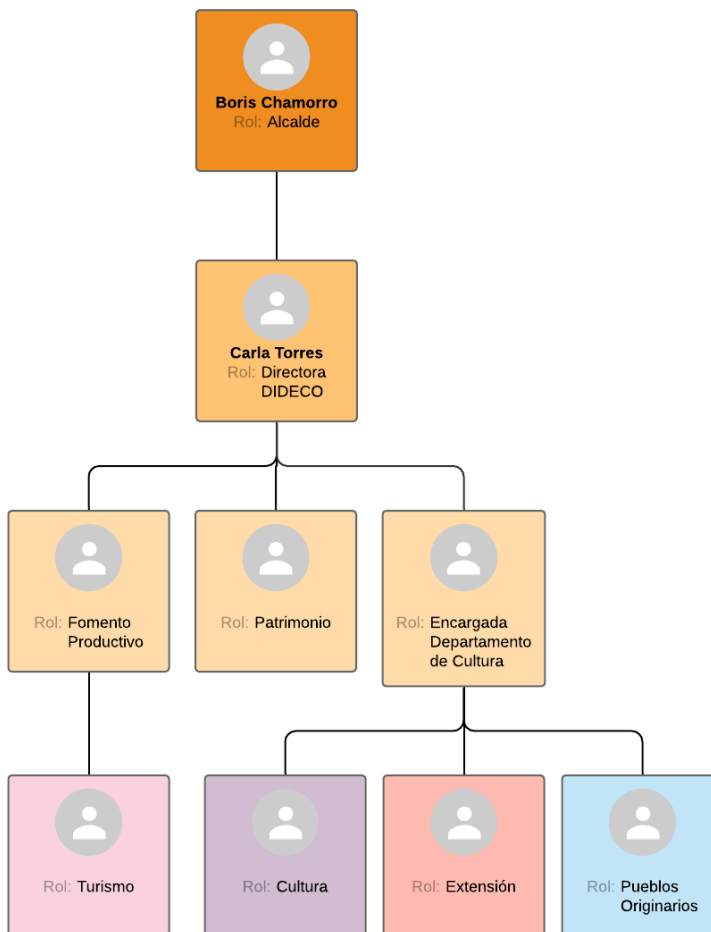 Boris Chamorro
Rol: Alcalde
Carla Torres
Rol: Directora
DIDECO
Rol: Fomento
Productivo
Rol: Patrimonio
Rol: Encargada
Departamento
de Cultura
Rol: Turismo
Rol: Cultura
Rol: Extensión
Rol: Pueblos
Originarios